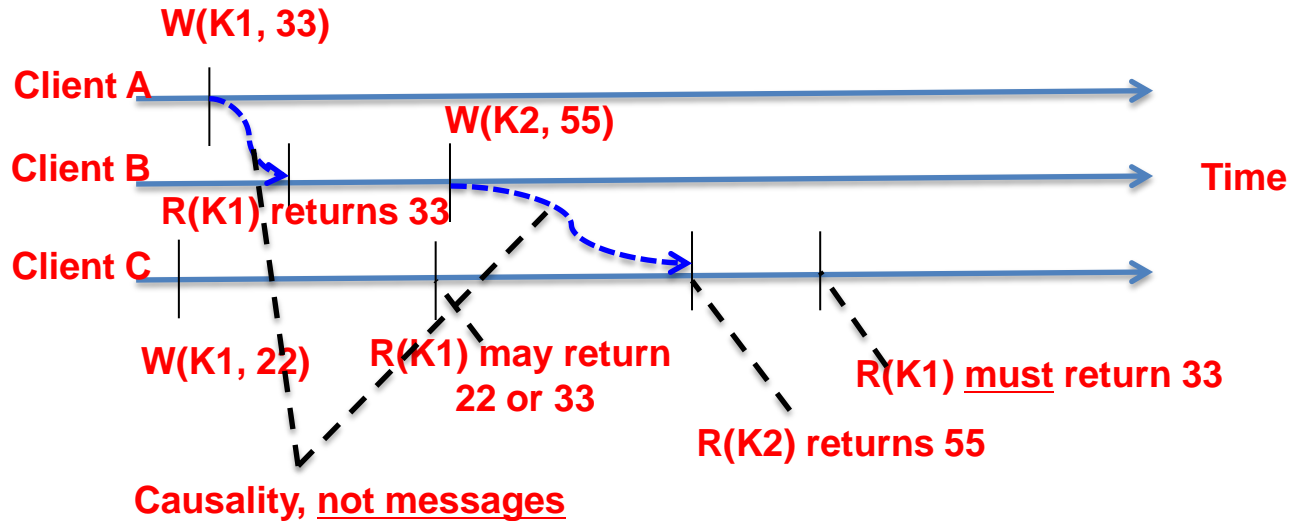 W(K1, 33)
Client A
W(K2, 55)
Client B
Time
R(K1) returns 33
Client C
W(K1, 22)
R(K1) may return
22 or 33
R(K1) must return 33
R(K2) returns 55
Causality, not messages